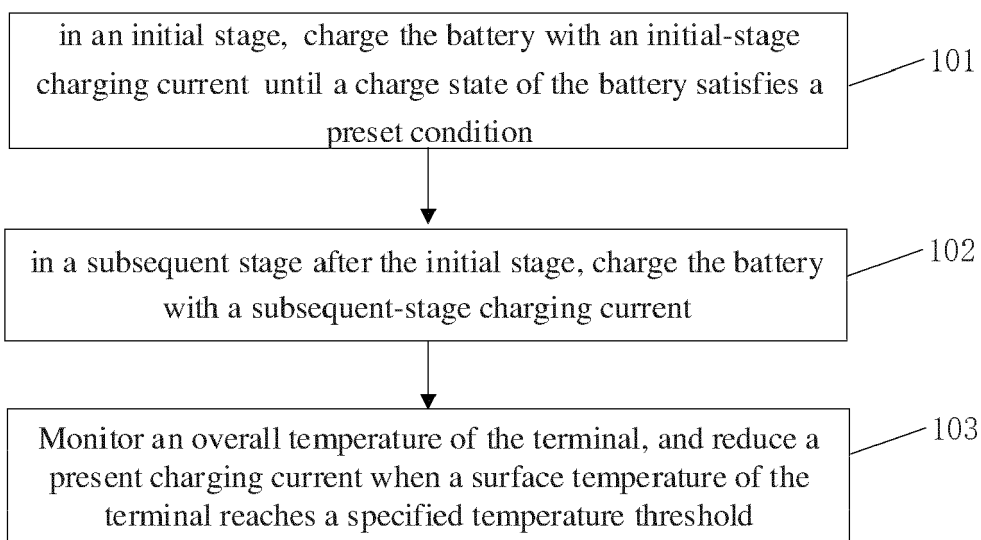 in an initial stage, charge the battery with an initial-stage
charging current until a charge state of the battery satisfies a
preset condition
101
in a subsequent stage after the initial stage, charge the battery
with a subsequent-stage charging current
102
Monitor an overall temperature of the terminal, and reduce a
present charging current when a surface temperature of the
terminal reaches a specified temperature threshold
103